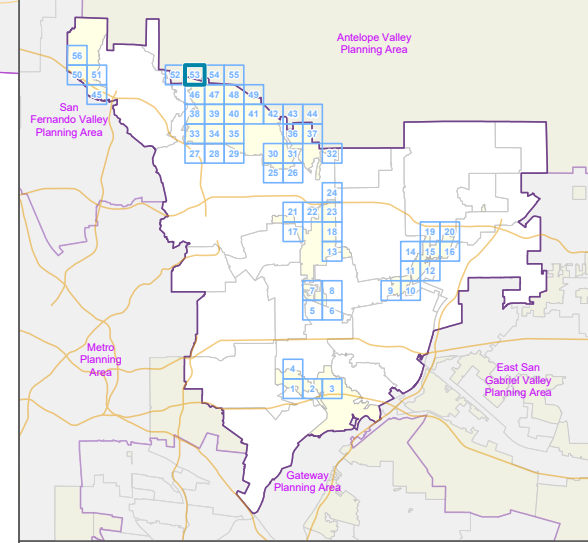 Antelope Valley
Planning Area
56
50 51
45
52 53 54 55
46 47 48 49
38 39 40 41 42 43 44
33 34 35 36 37
27 28 29 30 31 32
25 26
San
Fernando Valley
Planning Area
24
21 22 23
17 18
13
19 20
14 15 16
11 12
9 10
7 8
5 6
4
1 2 3
Metro
Planning
Area
East San
Gabriel Valley
Planning Area
Gateway
Planning Area